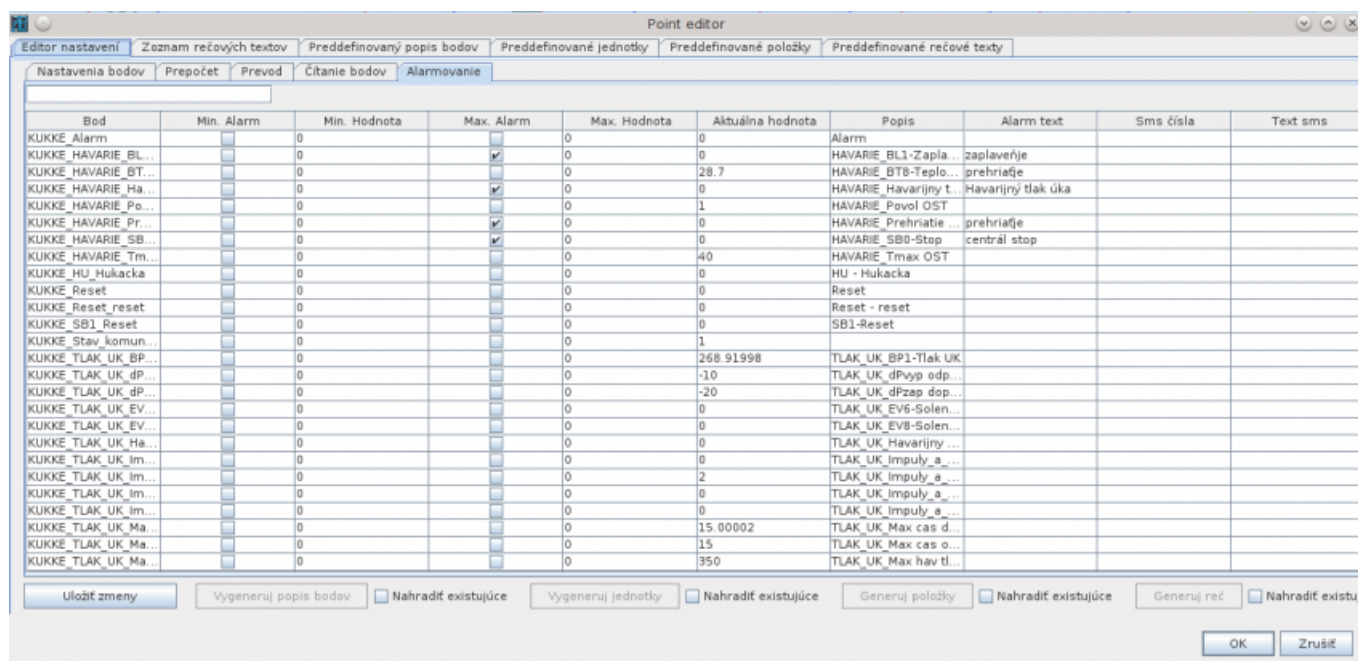 Point editor
Editor nastavení Zoznam rečových textov Preddefinovaný popis bodov Preddefinované jednotky Preddefinované položky Preddefinované rečové texty
Nastavenia bodov Prepočet Prevod Čítanie bodov Alarmovanie
Bod Min. Alarm Min. Hodnota Max. Alarm Max. Hodnota Aktuálna hodnota Popis Alarm text Sms čísla Text sms
KUKKE_Alarm 0 0 0 Alarm
KUKKE_HAVARIE_BL... 0 0 0 HAVARIE_BL1-Zapla... zaplaveňje
KUKKE_HAVARIE_BT... 0 0 28.7 HAVARIE_BT8-Teplo... prehriaťje
KUKKE_HAVARIE_Ha... 0 0 0 HAVARIE_Havarijny t... Havarijný tlak úka
KUKKE_HAVARIE_Po... 0 0 1 HAVARIE_Povol OST
KUKKE_HAVARIE_Pr... 0 0 0 HAVARIE_Prehriatie ... prehriaťje
KUKKE_HAVARIE_SB... 0 0 0 HAVARIE_SB0-Stop centrál stop
KUKKE_HAVARIE_Tm... 0 0 40 HAVARIE_Tmax OST
KUKKE_HU_Hukacka 0 0 0 HU - Hukacka
KUKKE_Reset 0 0 0 Reset
KUKKE_Reset_reset 0 0 0 Reset - reset
KUKKE_SB1_Reset 0 0 0 SB1-Reset
KUKKE_Stav_komun... 0 0 1
KUKKE_TLAK_UK_BP... 0 0 268.91998 TLAK_UK_BP1-Tlak UK
KUKKE_TLAK_UK_dP... 0 0 -10 TLAK_UK_dPvyp odp...
KUKKE_TLAK_UK_dP... 0 0 -20 TLAK_UK_dPzap dop...
KUKKE_TLAK_UK_EV... 0 0 0 TLAK_UK_EV6-Solen...
KUKKE_TLAK_UK_EV... 0 0 0 TLAK_UK_EV8-Solen...
KUKKE_TLAK_UK_Ha... 0 0 0 TLAK_UK_Havarijny ...
KUKKE_TLAK_UK_Im... 0 0 0 TLAK_UK_Impuly_a_...
KUKKE_TLAK_UK_Im... 0 0 2 TLAK_UK_Impuly_a_...
KUKKE_TLAK_UK_Im... 0 0 0 TLAK_UK_Impuly_a_...
KUKKE_TLAK_UK_Im... 0 0 0 TLAK_UK_Impuly_a_...
KUKKE_TLAK_UK_Ma... 0 0 15.00002 TLAK_UK_Max cas d...
KUKKE_TLAK_UK_Ma... 0 0 15 TLAK_UK_Max cas o...
KUKKE_TLAK_UK_Ma... 0 0 350 TLAK_UK_Max hav tl...
Uložiť zmeny Vygeneruj popis bodov Nahradiť existujúce Vygeneruj jednotky Nahradiť existujúce Generuj položky Nahradiť existujúce Generuj reč Nahradiť existu
OK Zrušiť